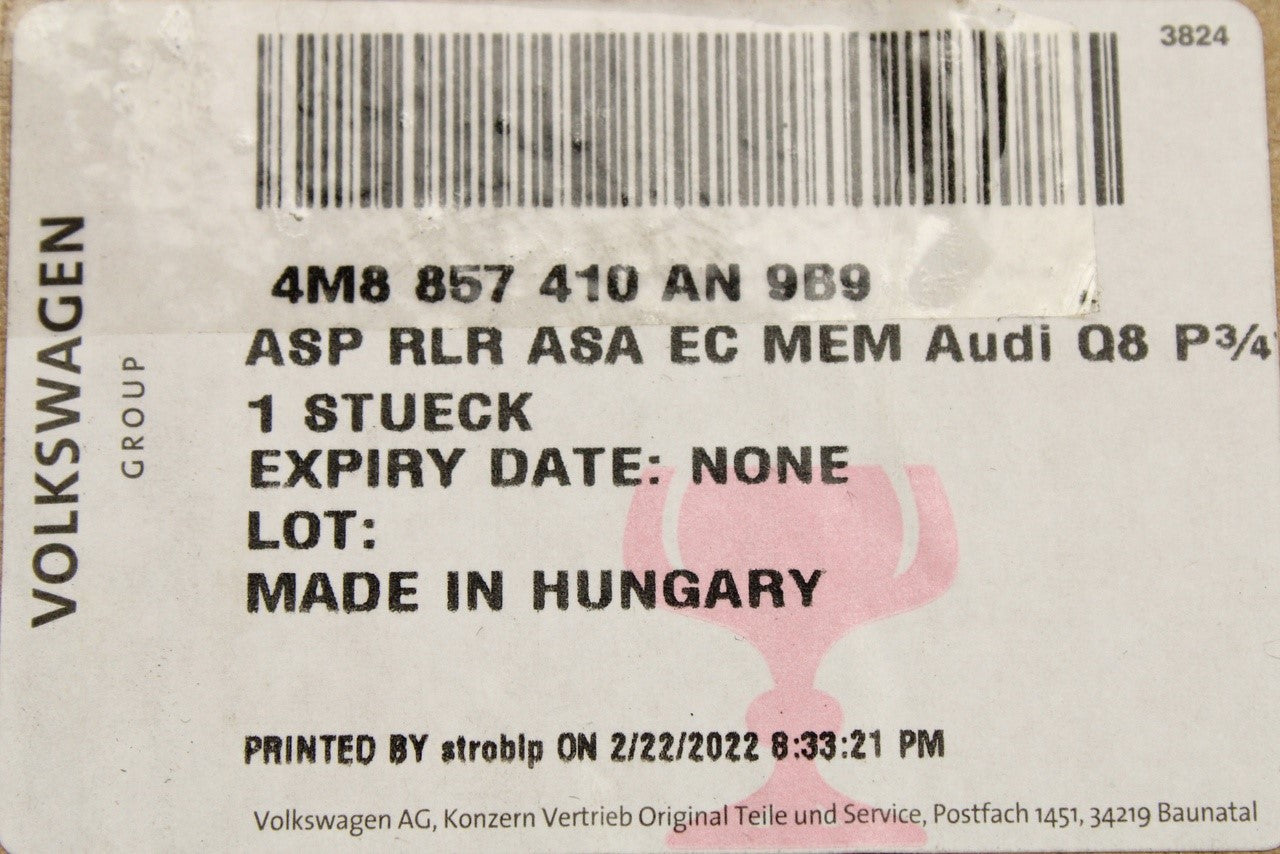 3824
VOLKSWAGEN
GROUP
4M8 857 410 AN 9B9
ASP RLR ASA EC MEM Audi Q8 P¾
1 STUECK
EXPIRY DATE: NONE
LOT:
MADE IN HUNGARY
PRINTED BY stroblp ON 2/22/2022 8:33:21 PM
Volkswagen AG, Konzern Vertrieb Original Teile und Service, Postfach 1451, 34219 Baunatal